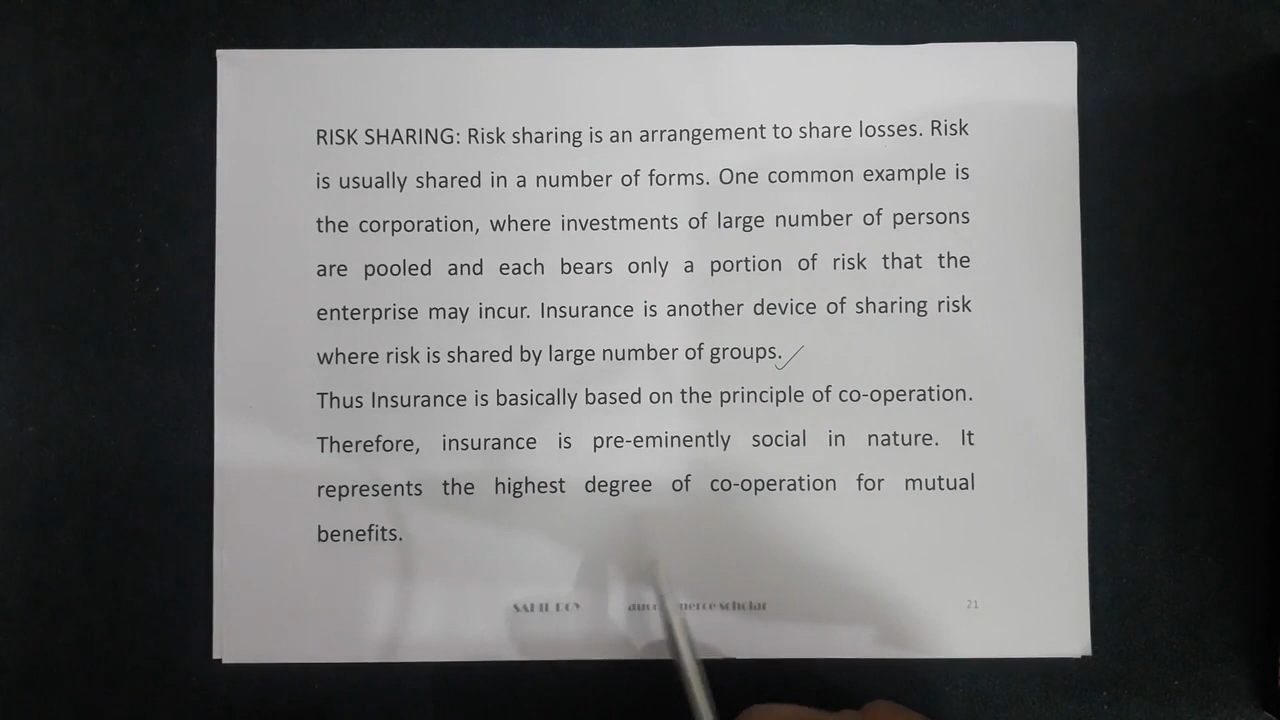 RISK SHARING: Risk sharing is an arrangement to share losses. Risk
is usually shared in a number of forms. One common example is
the corporation, where investments of large number of persons
are pooled and each bears only a portion of risk that the
enterprise may incur. Insurance is another device of sharing risk
where risk is shared by large number of groups.
Thus Insurance is basically based on the principle of co-operation.
Therefore, insurance is pre-eminently social in nature. It
represents the highest degree of co-operation for mutual
benefits.
21